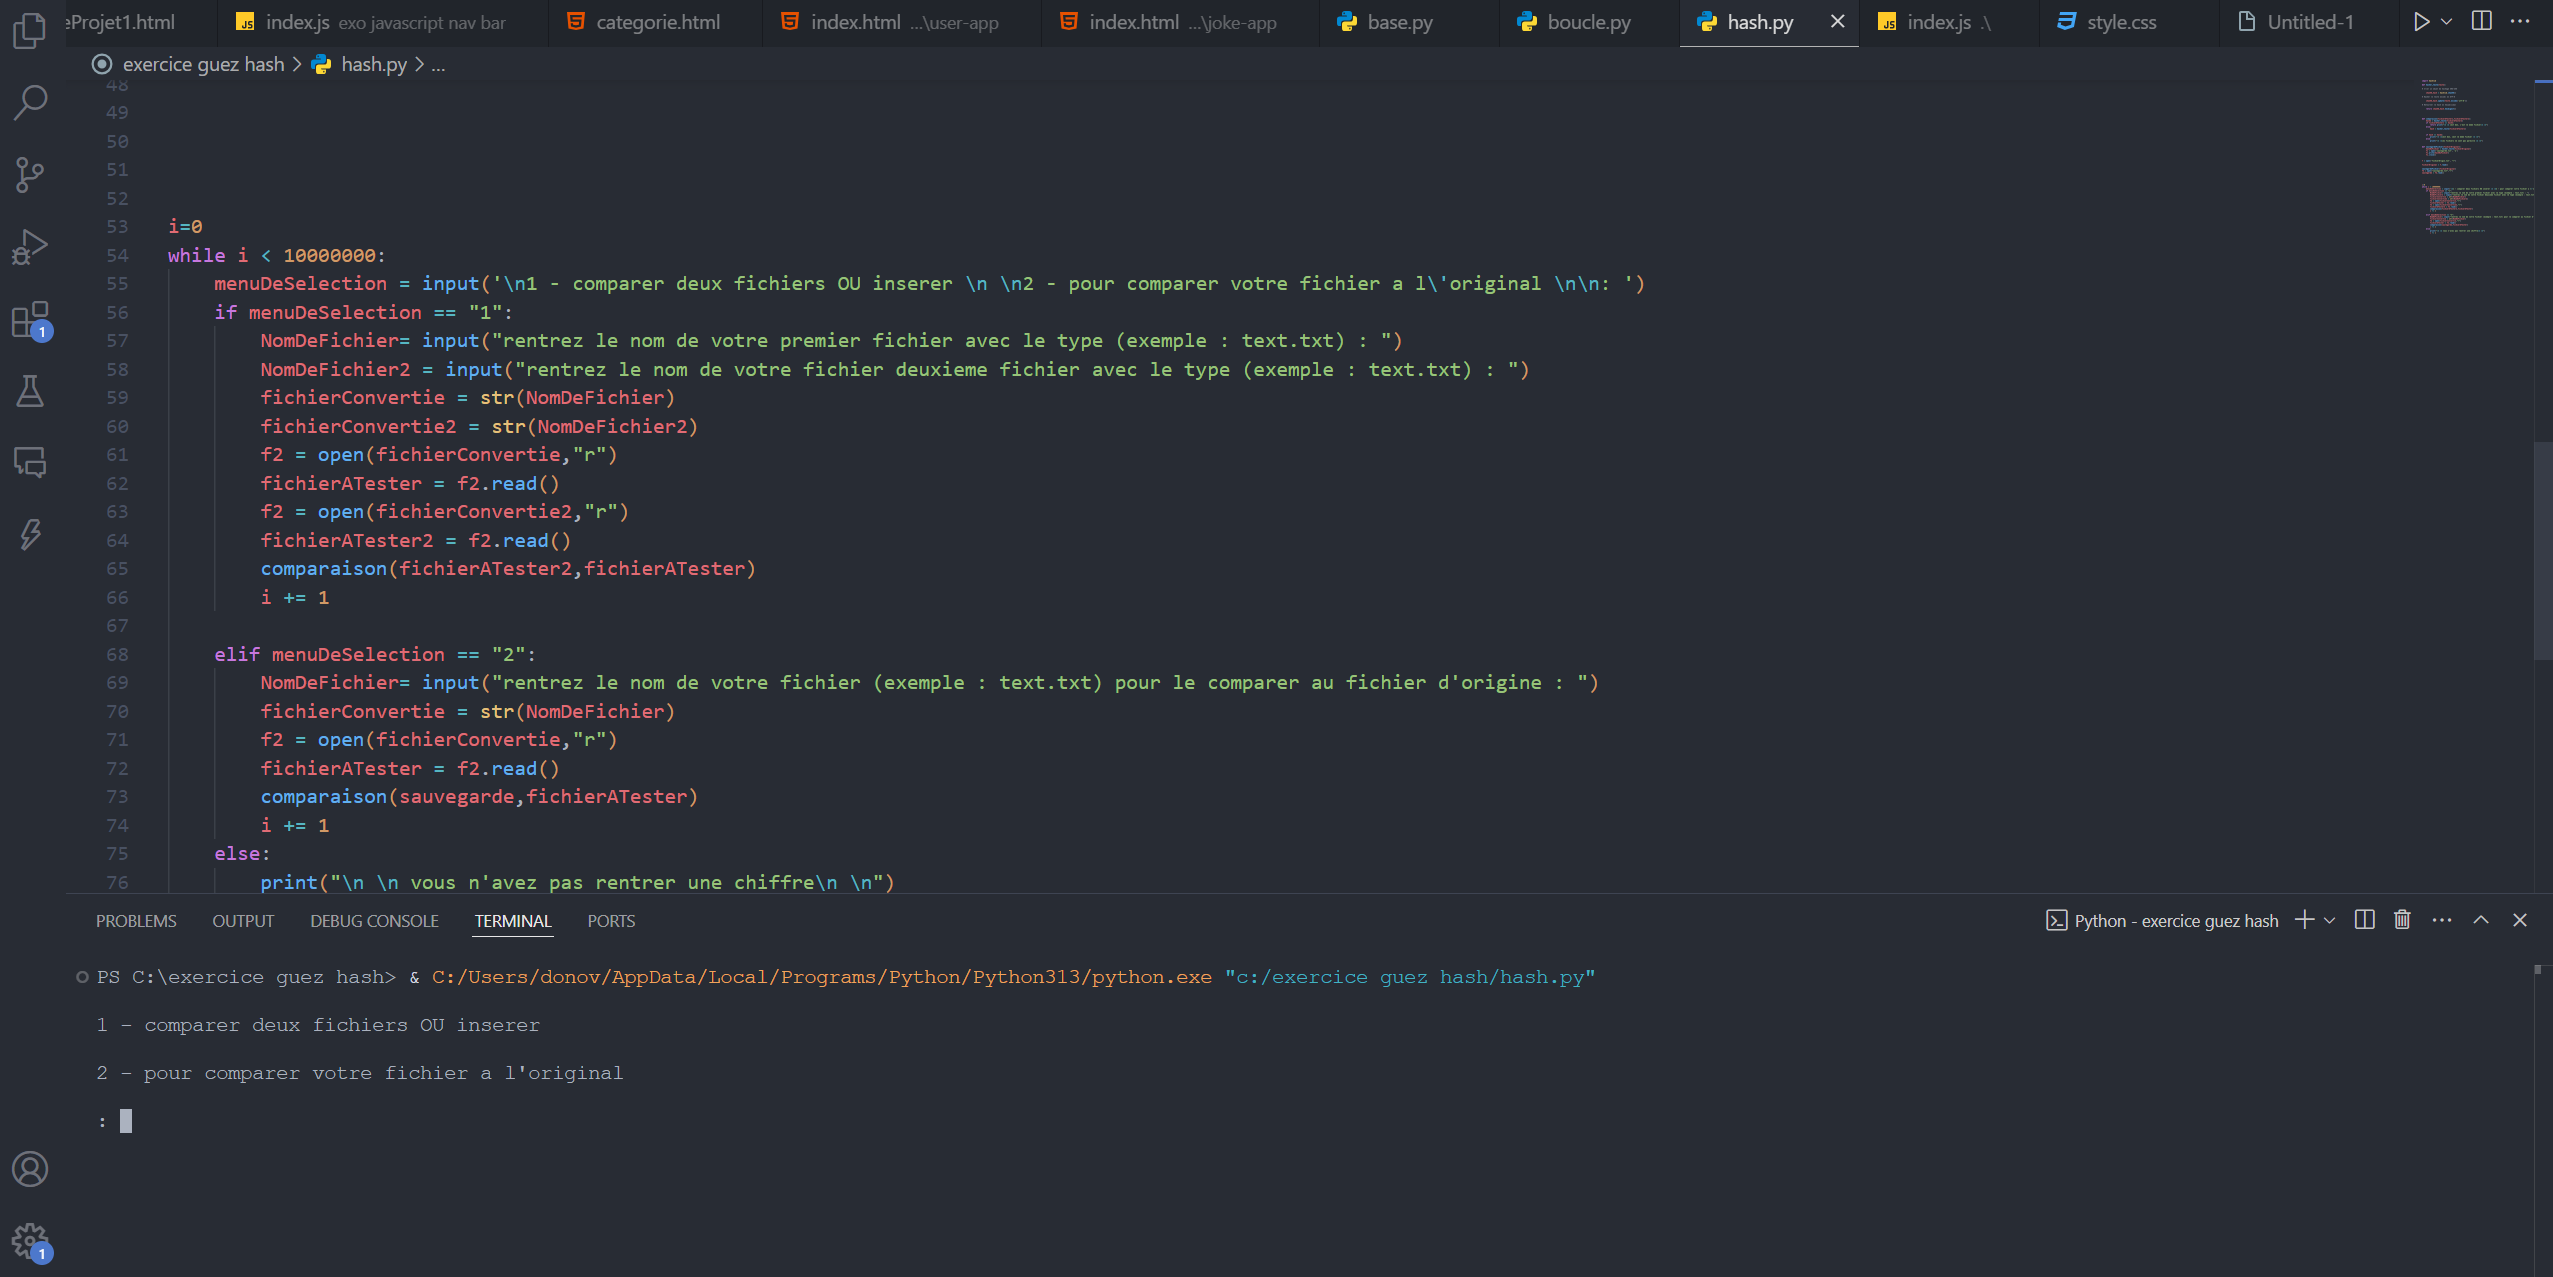 eProjet1.html
index.js exo javascript nav bar
categorie.html
index.html ...\user-app
index.html ...\joke-app
base.py
boucle.py
hash.py
index.js .\
style.css
Untitled-1
exercice guez hash > hash.py > ...
48
49
50
51
52
53 i=0
54 while i < 10000000:
55 menuDeSelection = input('\n1 - comparer deux fichiers OU inserer \n \n2 - pour comparer votre fichier a l\'original \n\n: ')
56 if menuDeSelection == "1":
57 NomDeFichier= input("rentrez le nom de votre premier fichier avec le type (exemple : text.txt) : ")
58 NomDeFichier2 = input("rentrez le nom de votre fichier deuxieme fichier avec le type (exemple : text.txt) : ")
59 fichierConvertie = str(NomDeFichier)
60 fichierConvertie2 = str(NomDeFichier2)
61 f2 = open(fichierConvertie,"r")
62 fichierATester = f2.read()
63 f2 = open(fichierConvertie2,"r")
64 fichierATester2 = f2.read()
65 comparaison(fichierATester2,fichierATester)
66 i += 1
67
68 elif menuDeSelection == "2":
69 NomDeFichier= input("rentrez le nom de votre fichier (exemple : text.txt) pour le comparer au fichier d'origine : ")
70 fichierConvertie = str(NomDeFichier)
71 f2 = open(fichierConvertie,"r")
72 fichierATester = f2.read()
73 comparaison(sauvegarde,fichierATester)
74 i += 1
75 else:
76 print("\n \n vous n'avez pas rentrer une chiffre\n \n")
1
1
PROBLEMS OUTPUT DEBUG CONSOLE TERMINAL PORTS
Python - exercice guez hash
PS C:\exercice guez hash> & C:/Users/donov/AppData/Local/Programs/Python/Python313/python.exe "c:/exercice guez hash/hash.py"
1 - comparer deux fichiers OU inserer
2 - pour comparer votre fichier a l'original
: